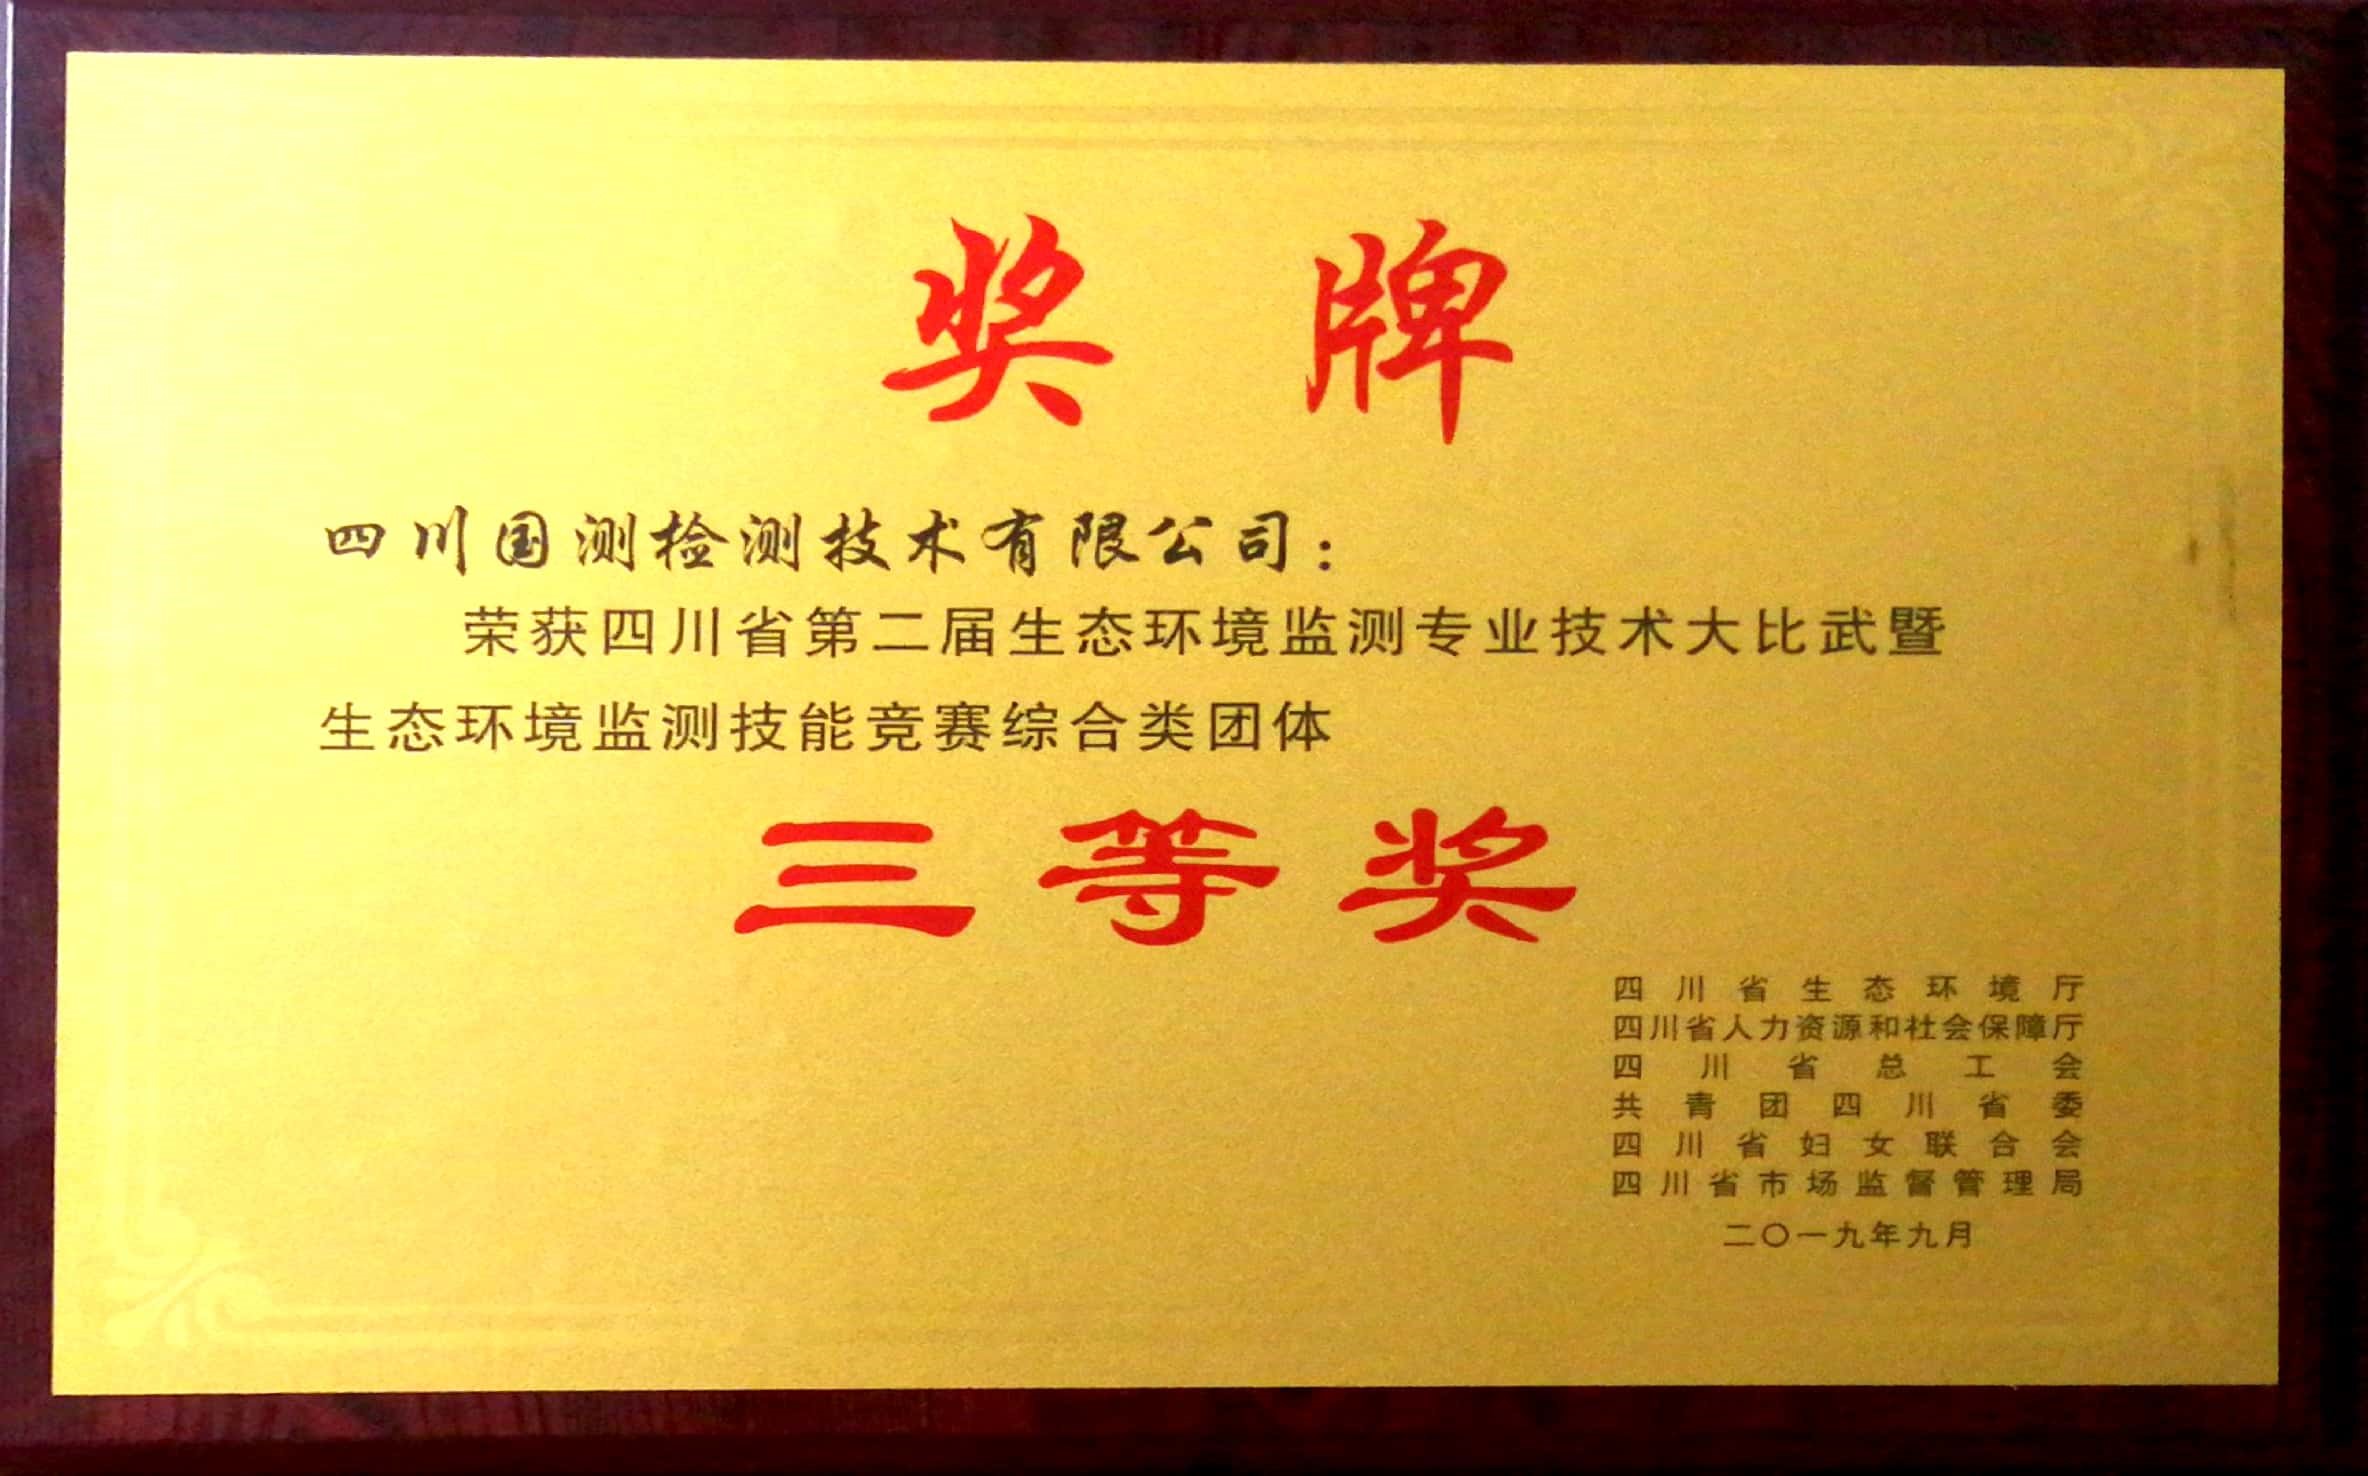 奖牌
四川国测检测技术有限公司：
荣获四川省第二届生态环境监测专业技术大比武暨
生态环境监测技能竞赛综合类团体
三等奖
四川省生态环境厅
四川省人力资源和社会保障厅
四川省总工会
共青团四川省委
四川省妇女联合会
四川省市场监督管理局
二〇一九年九月